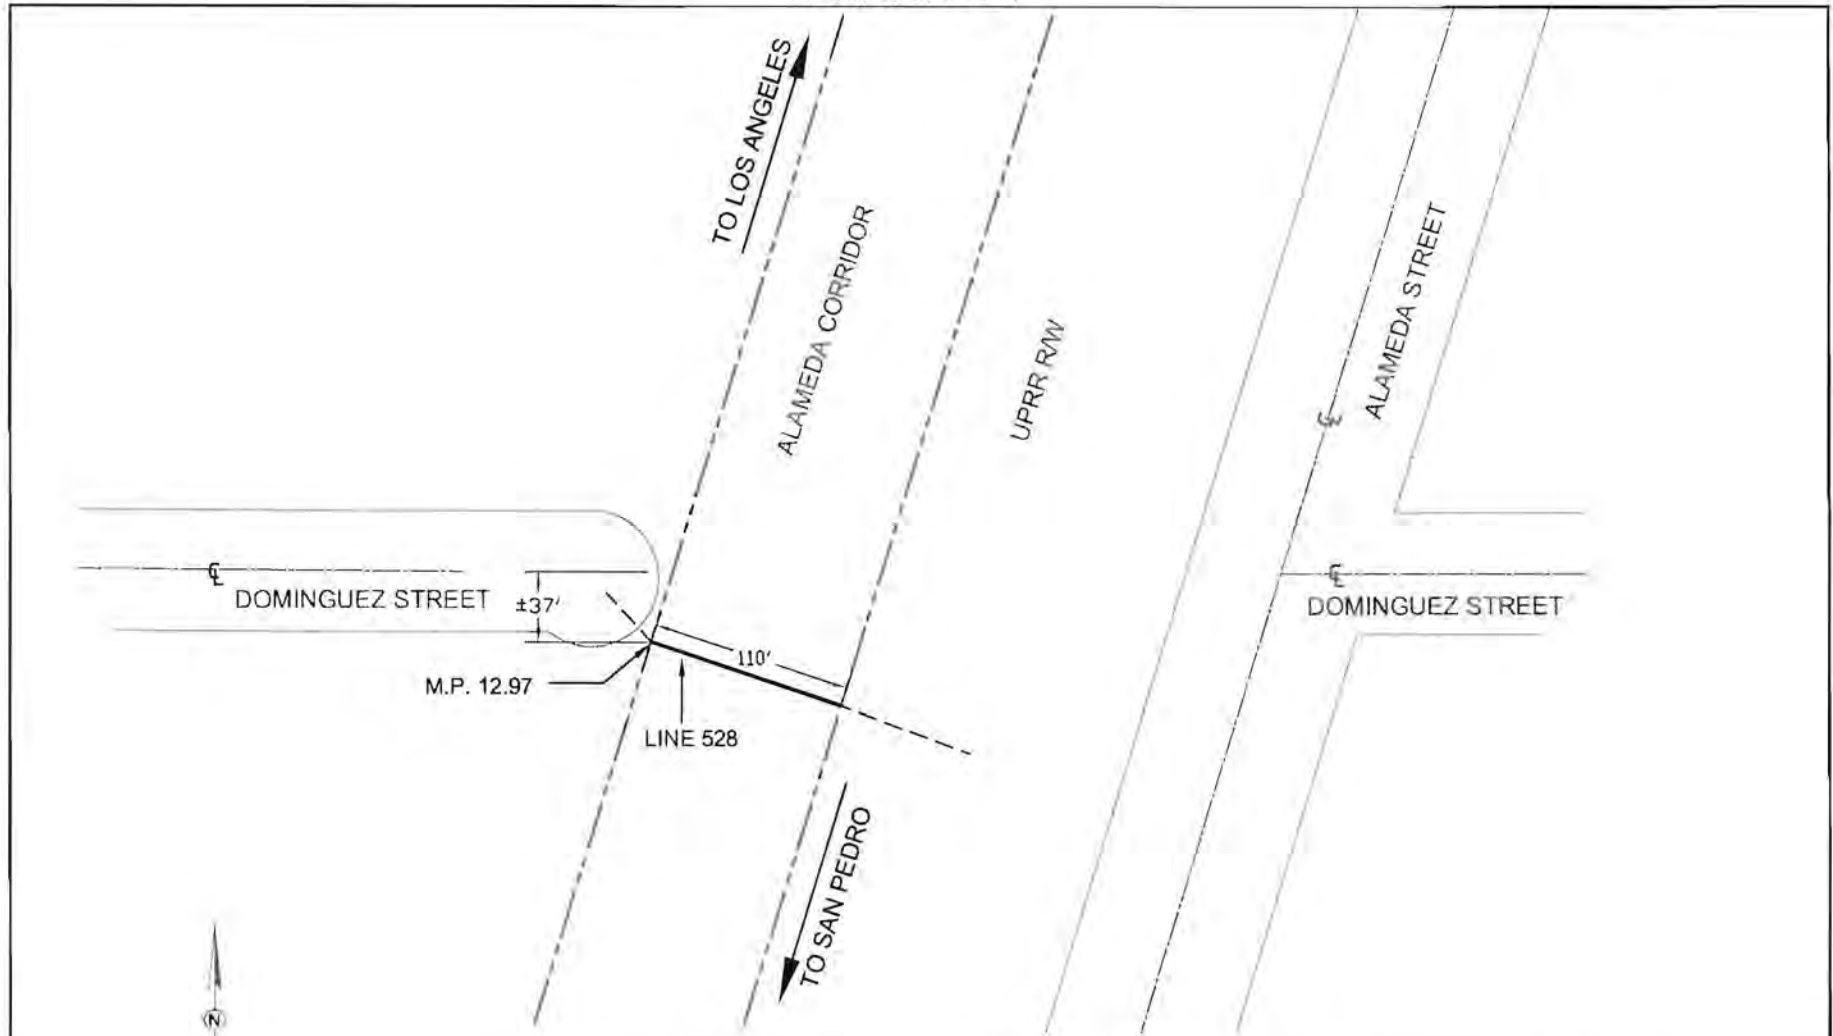 TO LOS ANGELES
ALAMEDA CORRIDOR
UPRR R/W
ALAMEDA STREET
℄
℄
DOMINGUEZ STREET
±37'
℄
DOMINGUEZ STREET
110'
M.P. 12.97
LINE 528
TO SAN PEDRO
N